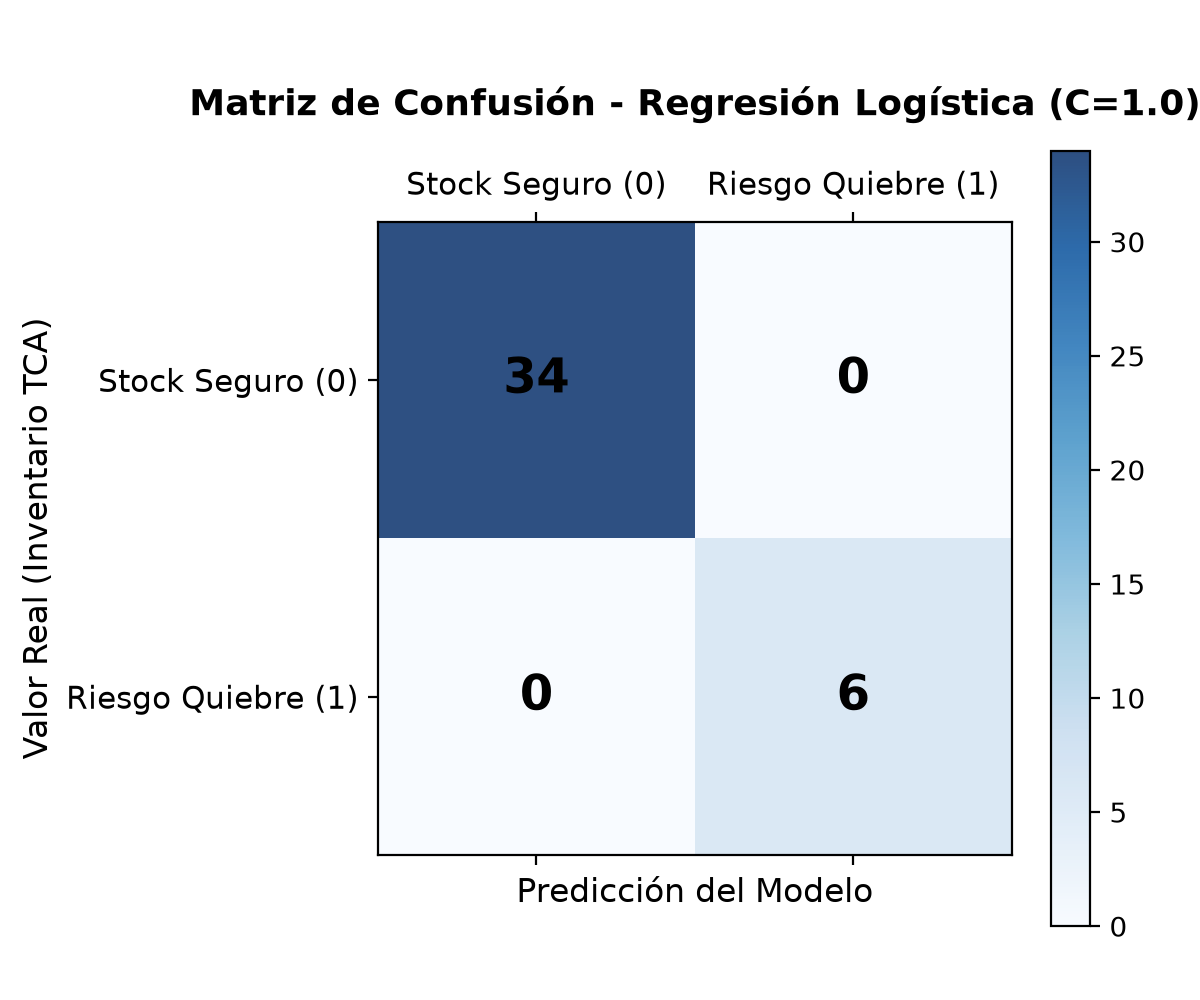 Matriz de Confusión - Regresión Logística (C=1.0)
Stock Seguro (0) Riesgo Quiebre (1)
Valor Real (Inventario TCA)
Stock Seguro (0) 34 0
Riesgo Quiebre (1) 0 6
Predicción del Modelo
30
25
20
15
10
5
0